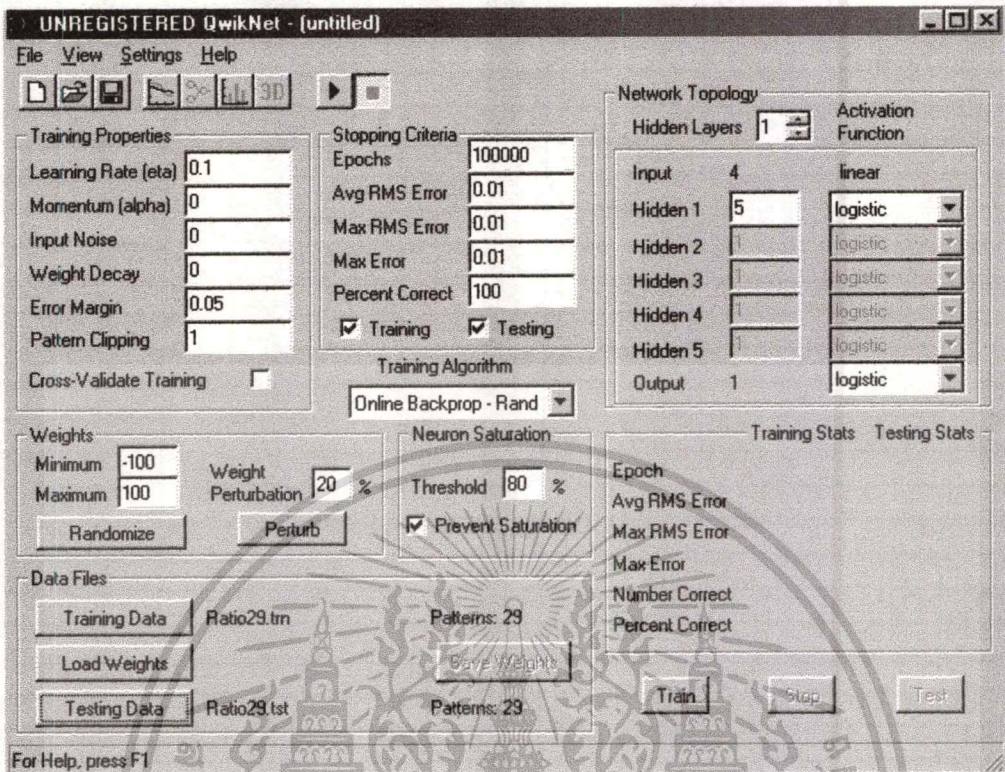 UNREGISTERED QwikNet - (untitled)
File View Settings Help
3D
Training Properties
Learning Rate (eta) 0.1
Momentum (alpha) 0
Input Noise 0
Weight Decay 0
Error Margin 0.05
Pattern Clipping 1
Cross-Validate Training
Stopping Criteria
Epochs 100000
Avg RMS Error 0.01
Max RMS Error 0.01
Max Error 0.01
Percent Correct 100
Training Testing
Training Algorithm
Online Backprop - Rand
Network Topology
Hidden Layers 1 Activation Function
Input 4 linear
Hidden 1 5 logistic
Hidden 2 1 logistic
Hidden 3 1 logistic
Hidden 4 1 logistic
Hidden 5 1 logistic
Output 1 logistic
Weights
Minimum -100
Maximum 100
Weight Perturbation 20 %
Randomize Perturb
Neuron Saturation
Threshold 80 %
Prevent Saturation
Training Stats Testing Stats
Epoch
Avg RMS Error
Max RMS Error
Max Error
Number Correct
Percent Correct
Data Files
Training Data Ratio29.trn Patterns: 29
Load Weights Save Weights
Testing Data Ratio29.tst Patterns: 29
Train Stop Test
For Help, press F1